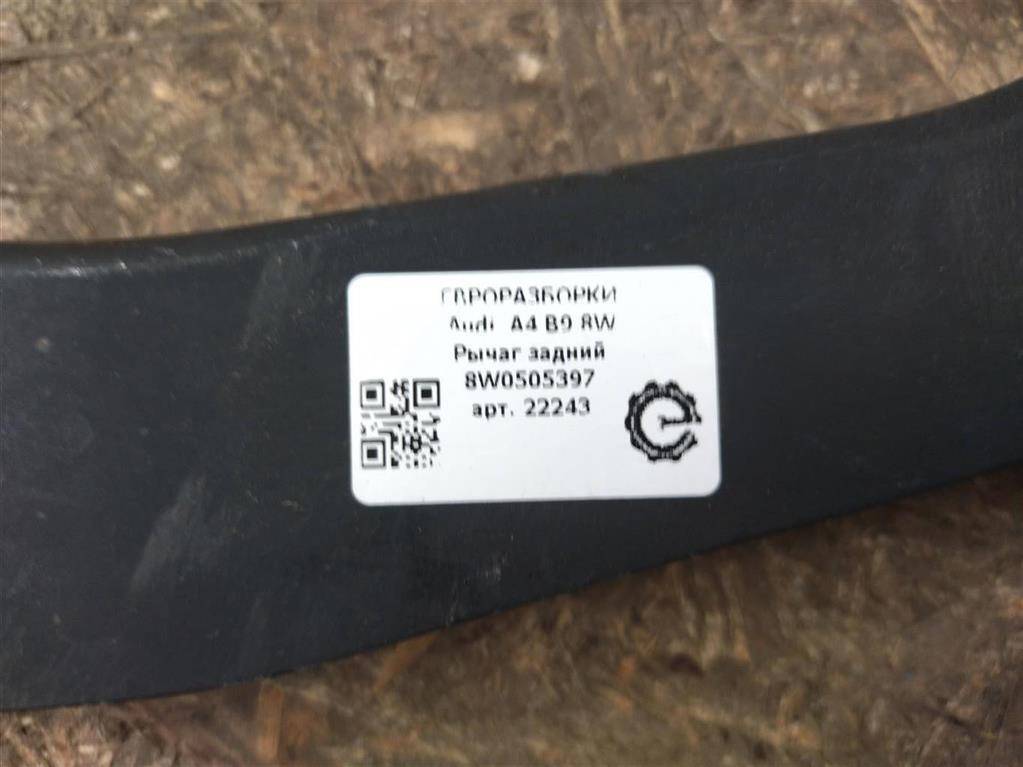 ЕВРОРАЗБОРКИ
Audi A4 B9 8W
Рычаг задний
8W0505397
арт. 22243